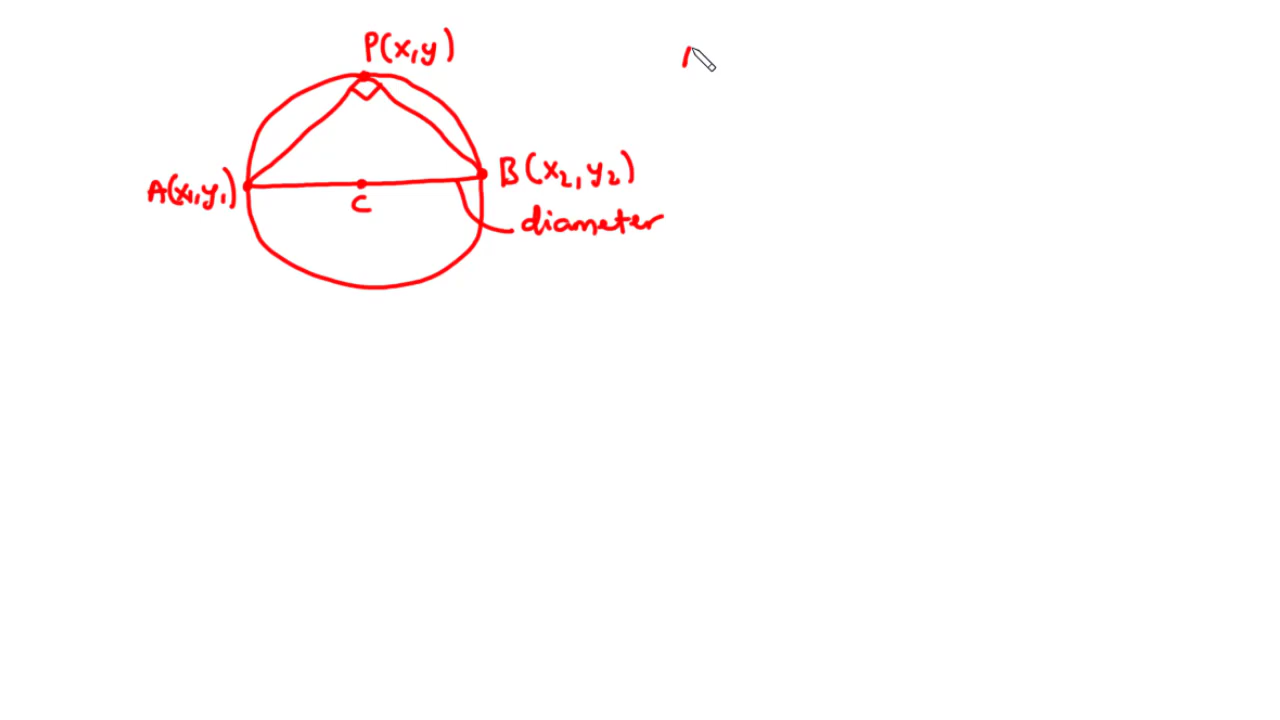 P(x,y)
A(x₁,y₁)
B(x₂,y₂)
C
diameter